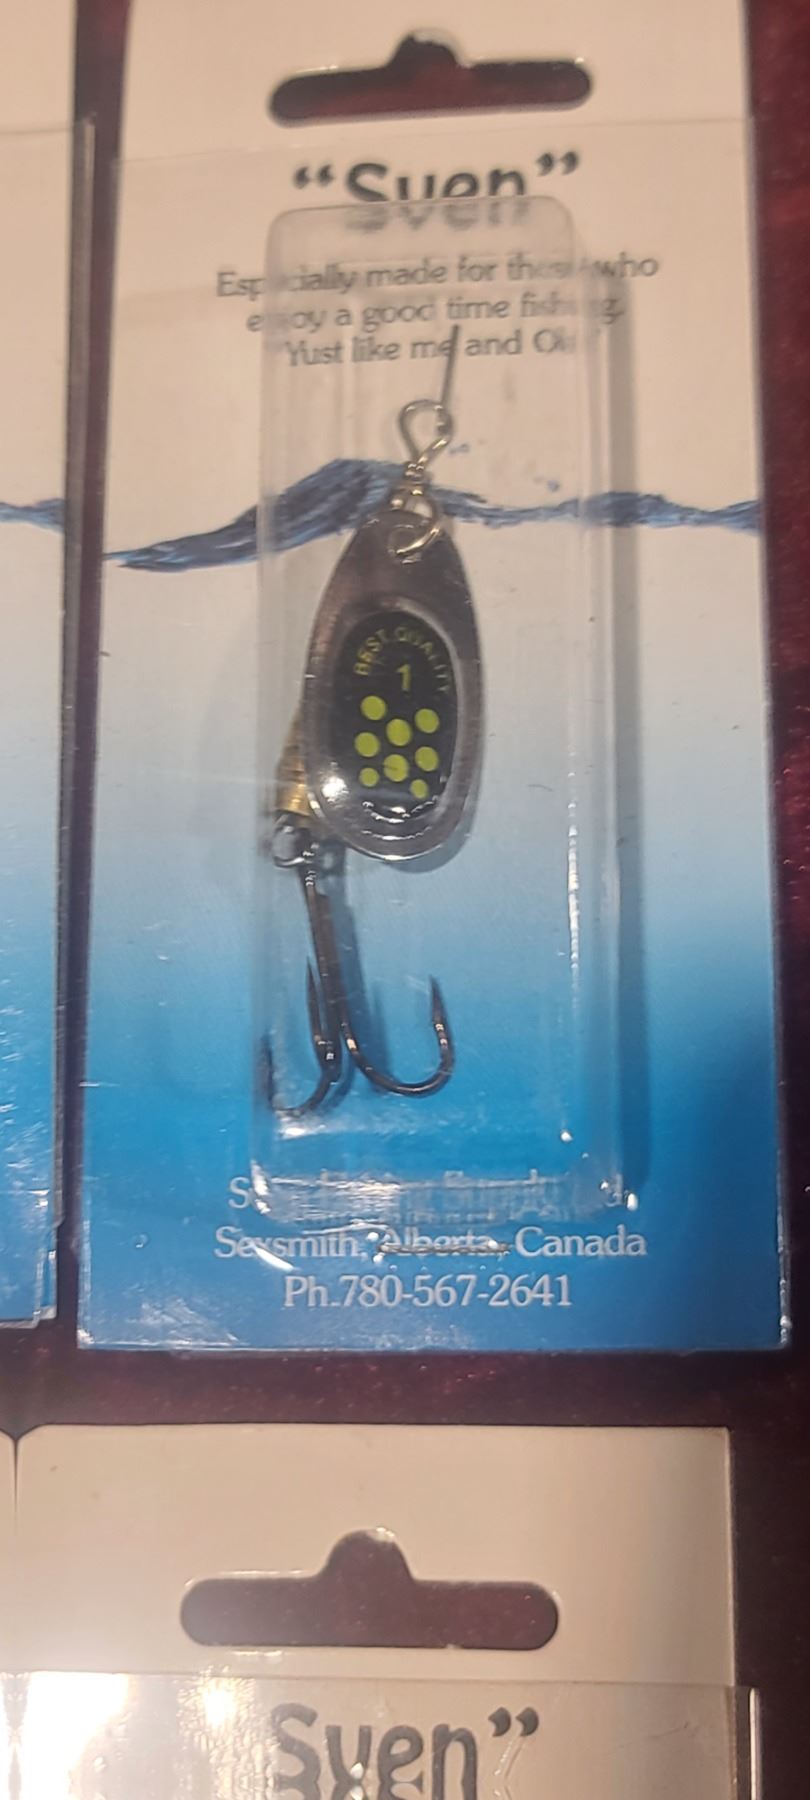 “Sven”
Especially made for those who
enjoy a good time fishing.
"Yust like me and Ole"
BEST QUALITY
1
Sexsmith, Alberta, Canada
Ph.780-567-2641
Sven”